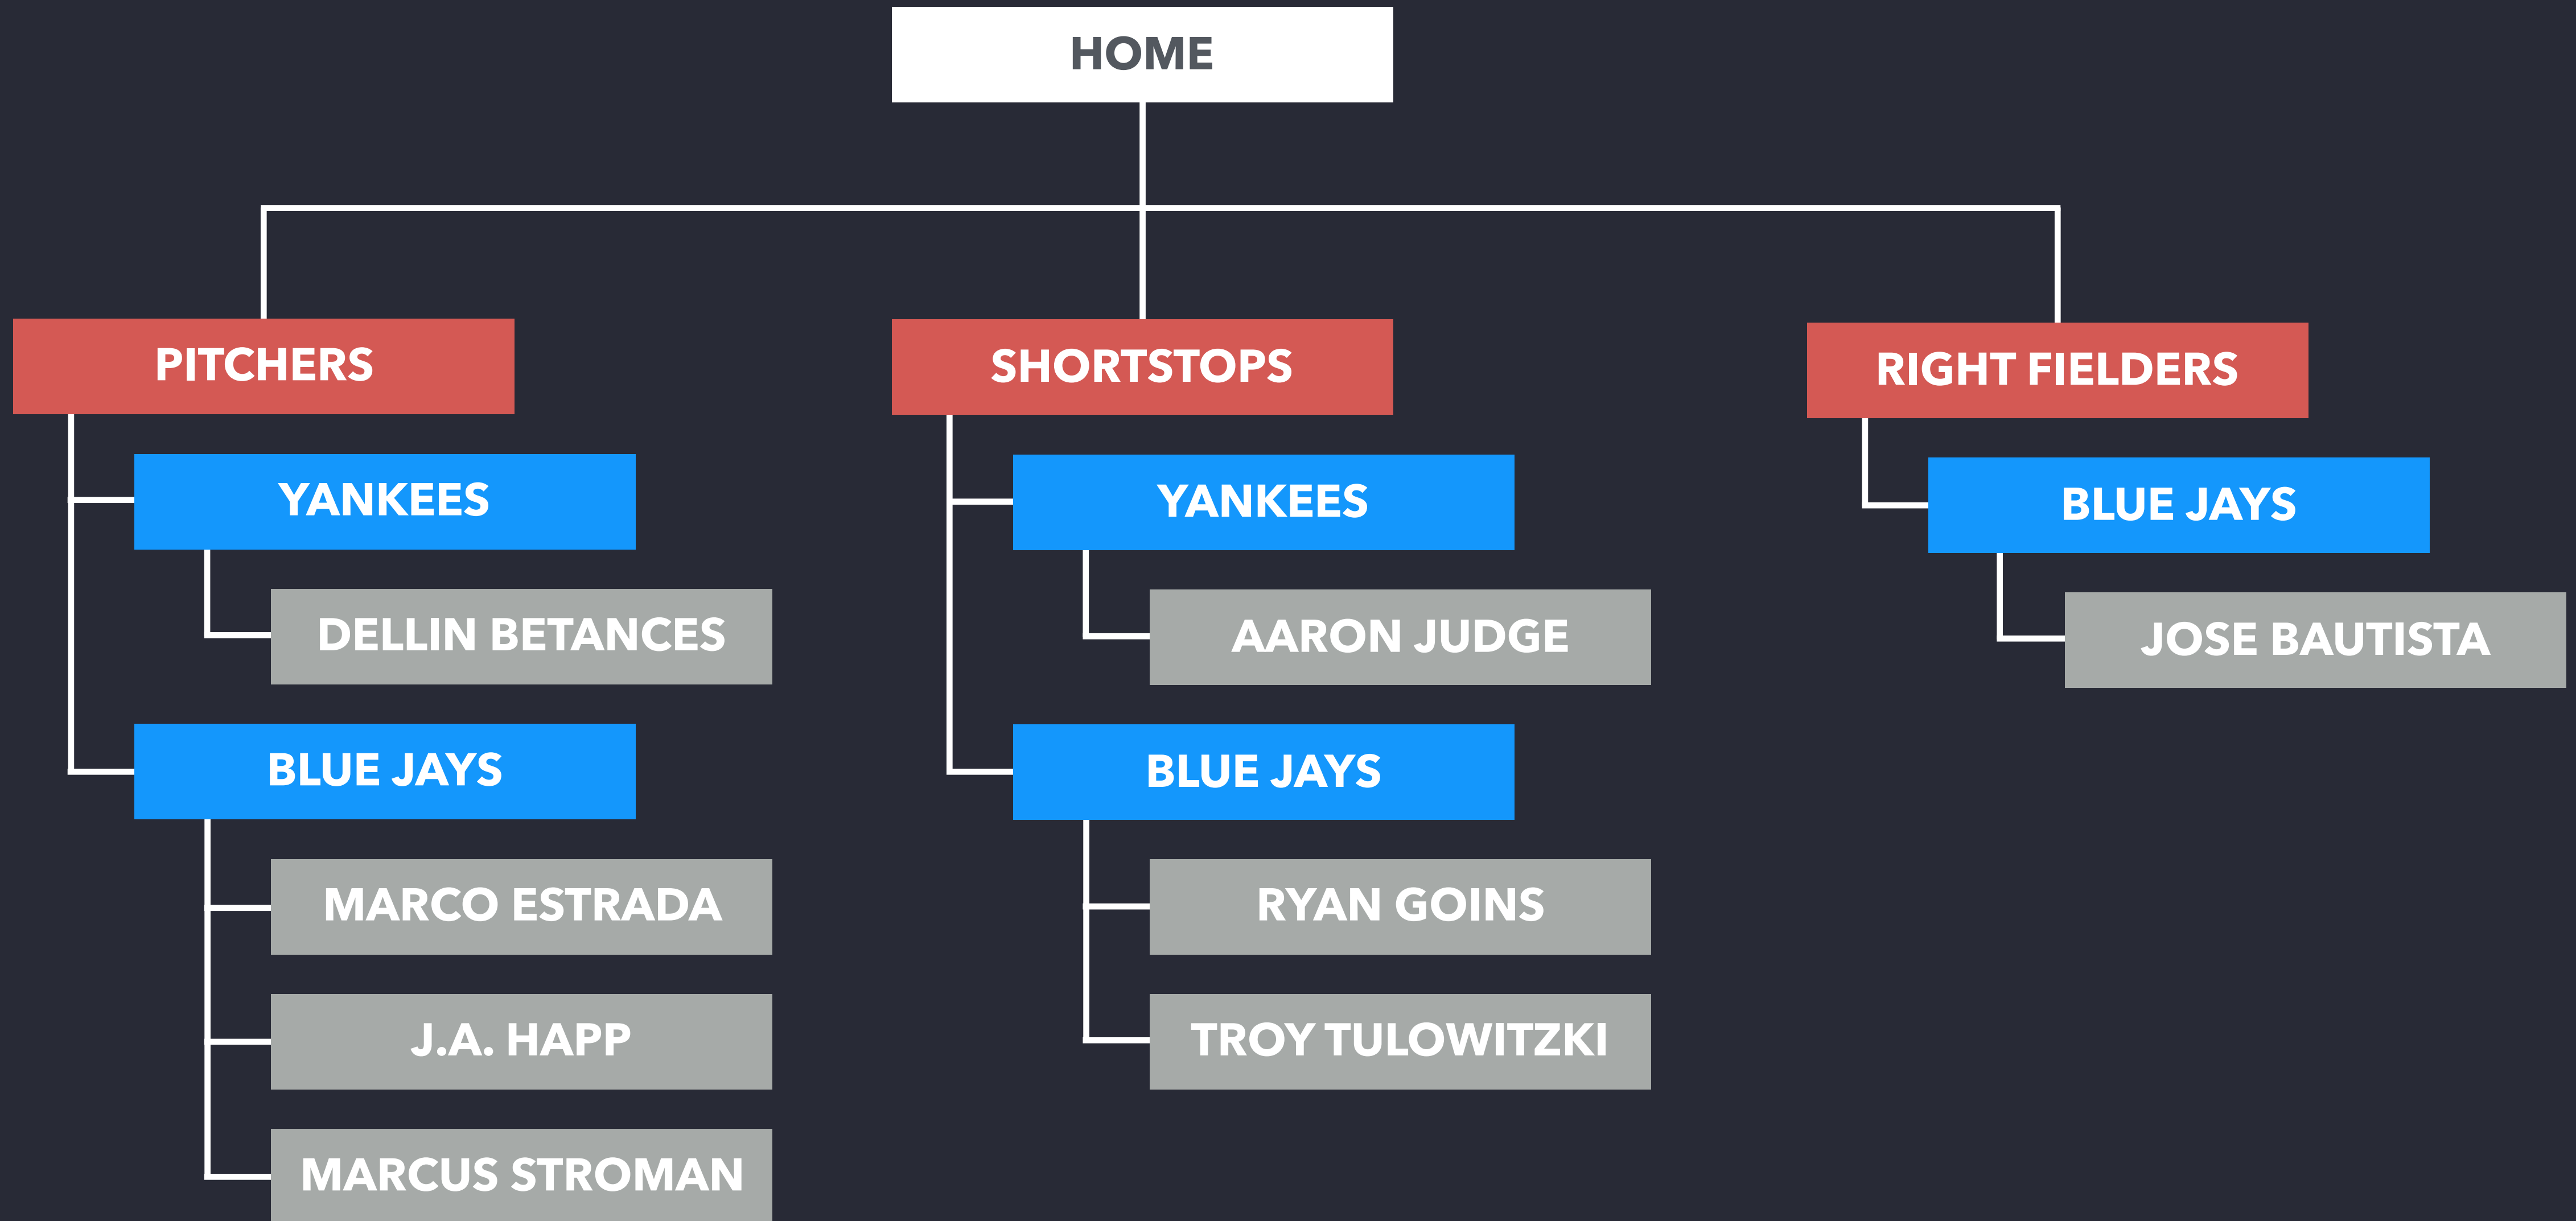 HOME
PITCHERS
YANKEES
DELLIN BETANCES
BLUE JAYS
MARCO ESTRADA
J.A. HAPP
MARCUS STROMAN
SHORTSTOPS
YANKEES
AARON JUDGE
BLUE JAYS
RYAN GOINS
TROY TULOWITZKI
RIGHT FIELDERS
BLUE JAYS
JOSE BAUTISTA